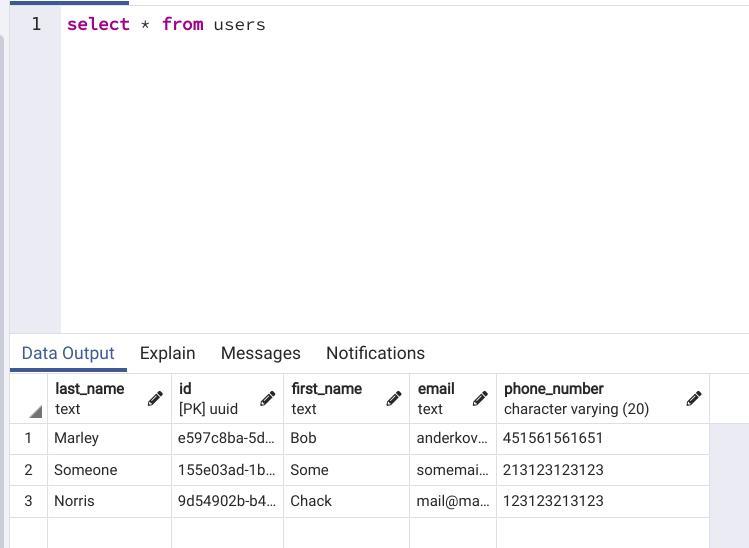 1 select * from users
Data Output Explain Messages Notifications
last_name id first_name email phone_number
text [PK] uuid text text character varying (20)
1 Marley e597c8ba-5d... Bob anderkov... 451561561651
2 Someone 155e03ad-1b... Some somemai... 213123123123
3 Norris 9d54902b-b4... Chack mail@ma... 123123213123